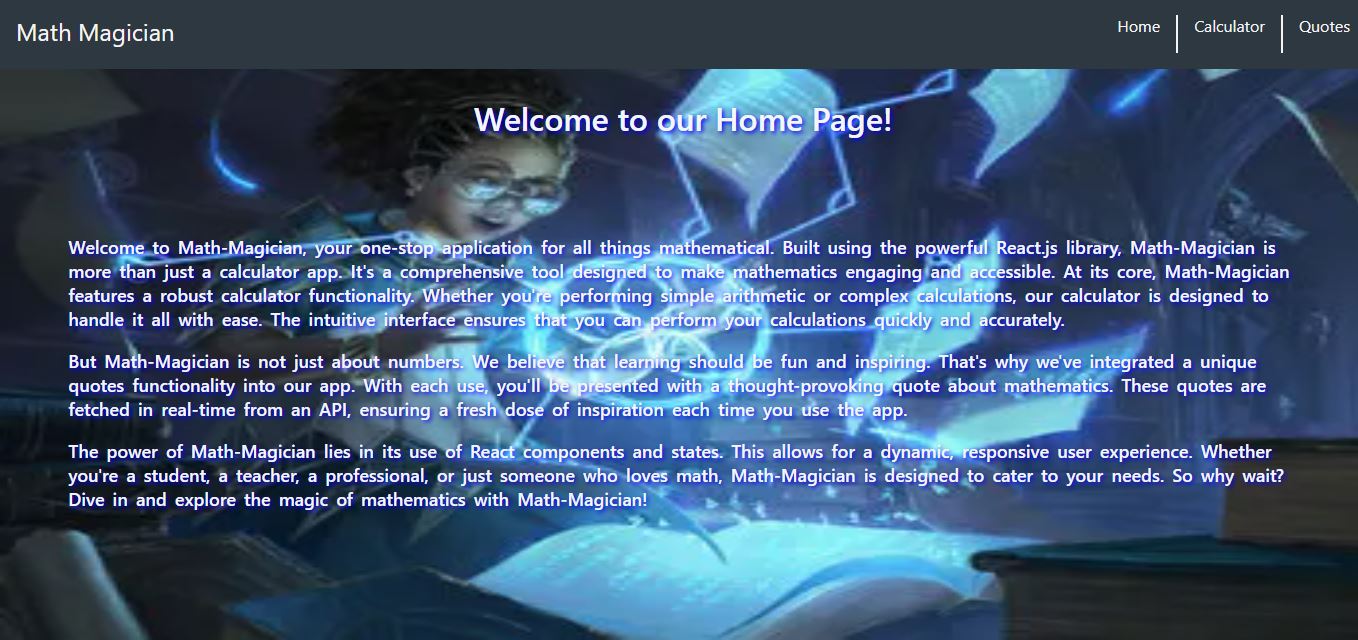 Math Magician
Home
Calculator
Quotes
Welcome to our Home Page!
Welcome to Math-Magician, your one-stop application for all things mathematical. Built using the powerful React.js library, Math-Magician is
more than just a calculator app. It's a comprehensive tool designed to make mathematics engaging and accessible. At its core, Math-Magician
features a robust calculator functionality. Whether you're performing simple arithmetic or complex calculations, our calculator is designed to
handle it all with ease. The intuitive interface ensures that you can perform your calculations quickly and accurately.
But Math-Magician is not just about numbers. We believe that learning should be fun and inspiring. That's why we've integrated a unique
quotes functionality into our app. With each use, you'll be presented with a thought-provoking quote about mathematics. These quotes are
fetched in real-time from an API, ensuring a fresh dose of inspiration each time you use the app.
The power of Math-Magician lies in its use of React components and states. This allows for a dynamic, responsive user experience. Whether
you're a student, a teacher, a professional, or just someone who loves math, Math-Magician is designed to cater to your needs. So why wait?
Dive in and explore the magic of mathematics with Math-Magician!